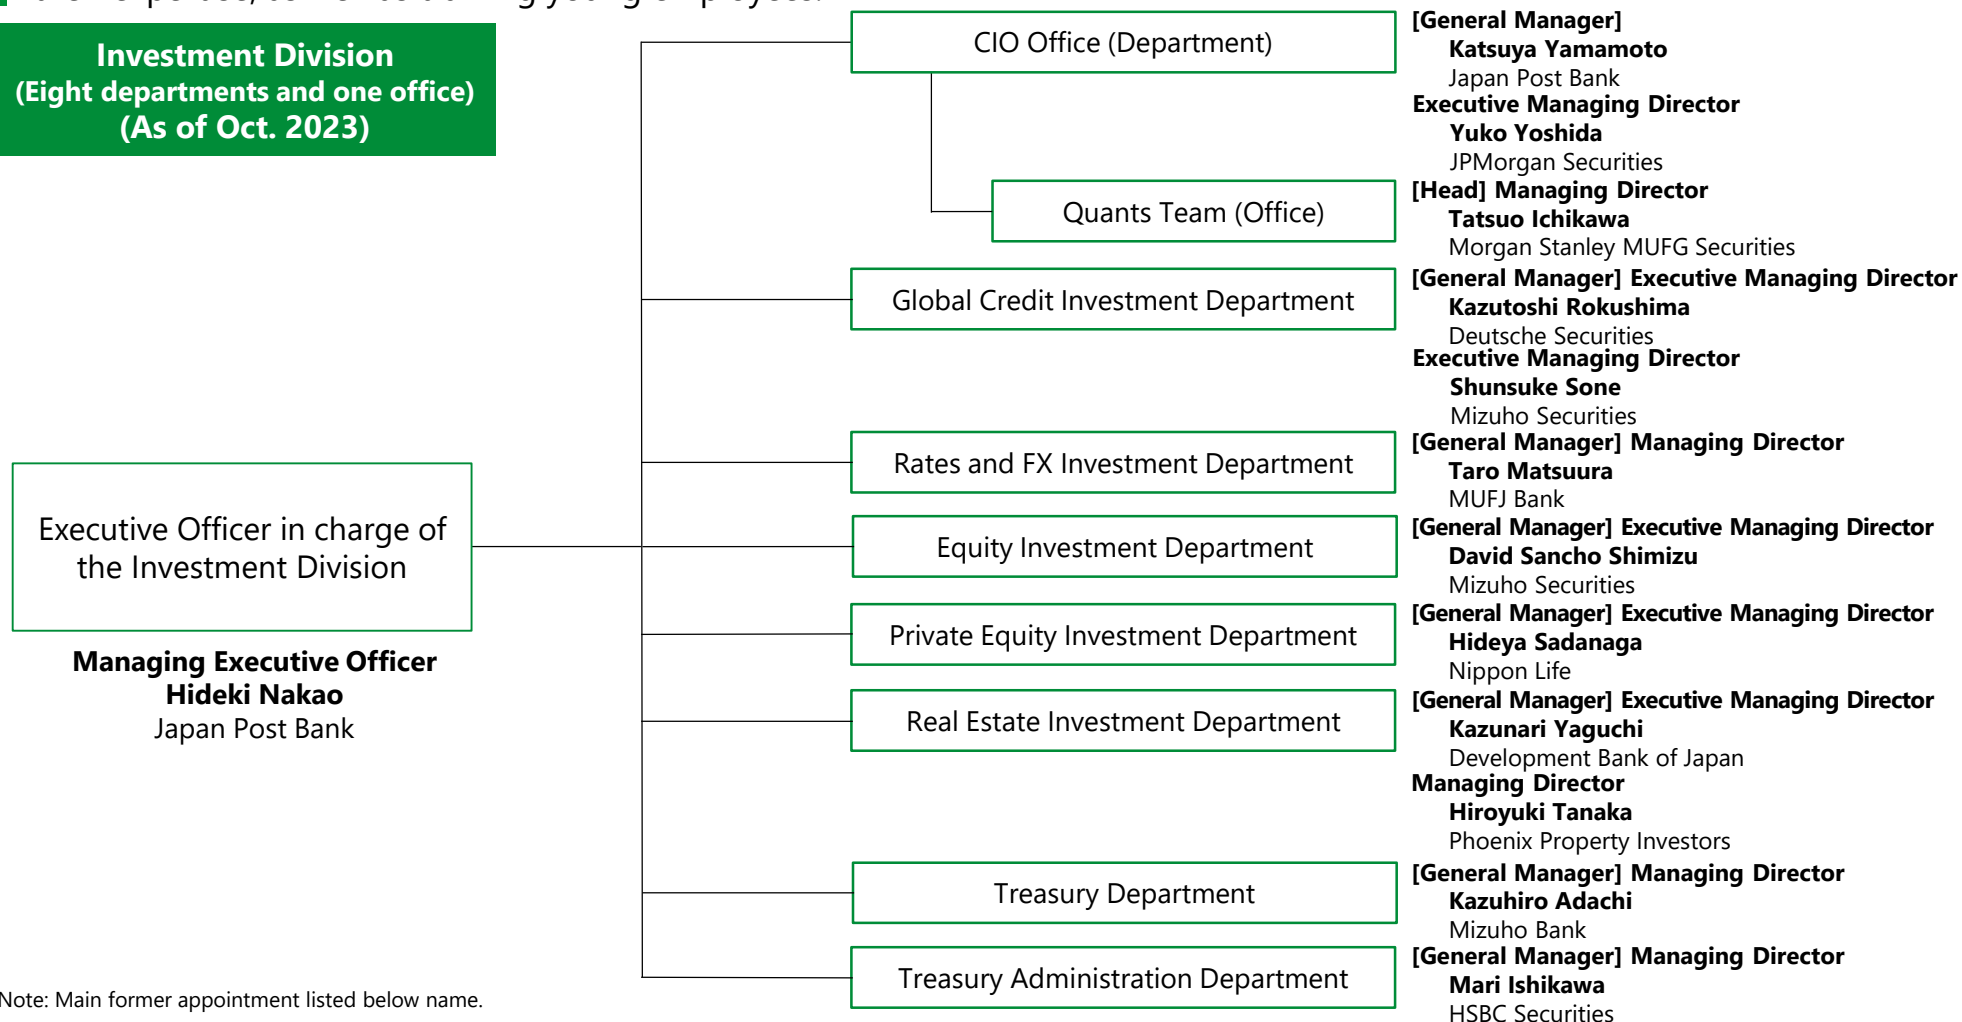 Investment Division
(Eight departments and one office)
(As of Oct. 2023)
CIO Office (Department)
[General Manager]
Katsuya Yamamoto
Japan Post Bank
Executive Managing Director
Yuko Yoshida
JPMorgan Securities
Quants Team (Office)
[Head] Managing Director
Tatsuo Ichikawa
Morgan Stanley MUFG Securities
Global Credit Investment Department
[General Manager] Executive Managing Director
Kazutoshi Rokushima
Deutsche Securities
Executive Managing Director
Shunsuke Sone
Mizuho Securities
Rates and FX Investment Department
[General Manager] Managing Director
Taro Matsuura
MUFJ Bank
Executive Officer in charge of
the Investment Division
Managing Executive Officer
Hideki Nakao
Japan Post Bank
Equity Investment Department
[General Manager] Executive Managing Director
David Sancho Shimizu
Mizuho Securities
Private Equity Investment Department
[General Manager] Executive Managing Director
Hideya Sadanaga
Nippon Life
Real Estate Investment Department
[General Manager] Executive Managing Director
Kazunari Yaguchi
Development Bank of Japan
Managing Director
Hiroyuki Tanaka
Phoenix Property Investors
Treasury Department
[General Manager] Managing Director
Kazuhiro Adachi
Mizuho Bank
Treasury Administration Department
[General Manager] Managing Director
Mari Ishikawa
HSBC Securities
Note: Main former appointment listed below name.